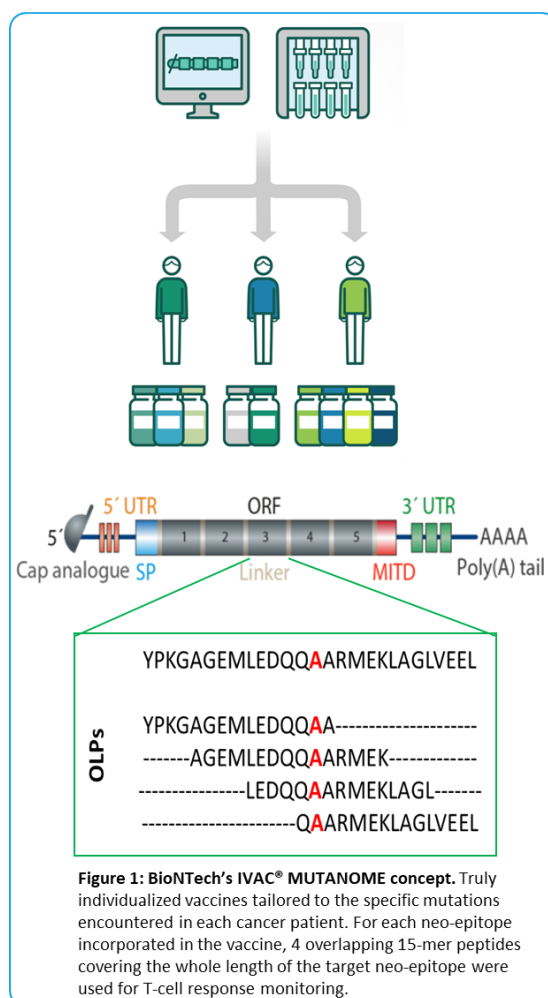 5´ UTR
ORF
3´ UTR
5´
1 2 3 4 5
AAAA
Cap analogue SP Linker MITD Poly(A) tail
YPKGAGEMLEDQQAARMEKLAGLVEEL
OLPs
YPKGAGEMLEDQQAA--------------------
-------AGEMLEDQQAARMEK-------------
---------------LEDQQAARMEKLAGL-------
----------------------QAARMEKLAGLVEEL
Figure 1: BioNTech's IVAC® MUTANOME concept. Truly
individualized vaccines tailored to the specific mutations
encountered in each cancer patient. For each neo-epitope
incorporated in the vaccine, 4 overlapping 15-mer peptides
covering the whole length of the target neo-epitope were
used for T-cell response monitoring.